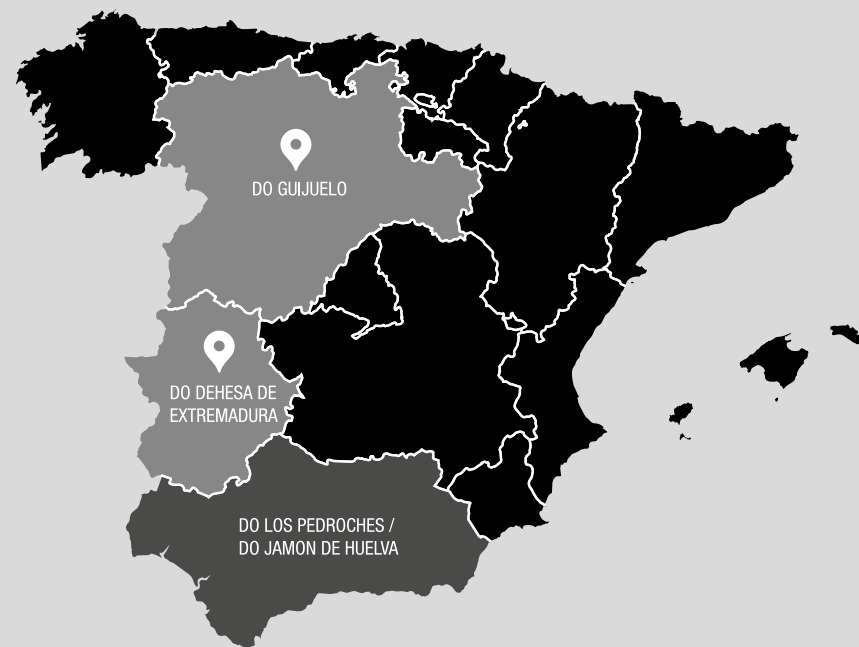 DO GUIJUELO
DO DEHESA DE
EXTREMADURA
DO LOS PEDROCHES /
DO JAMON DE HUELVA